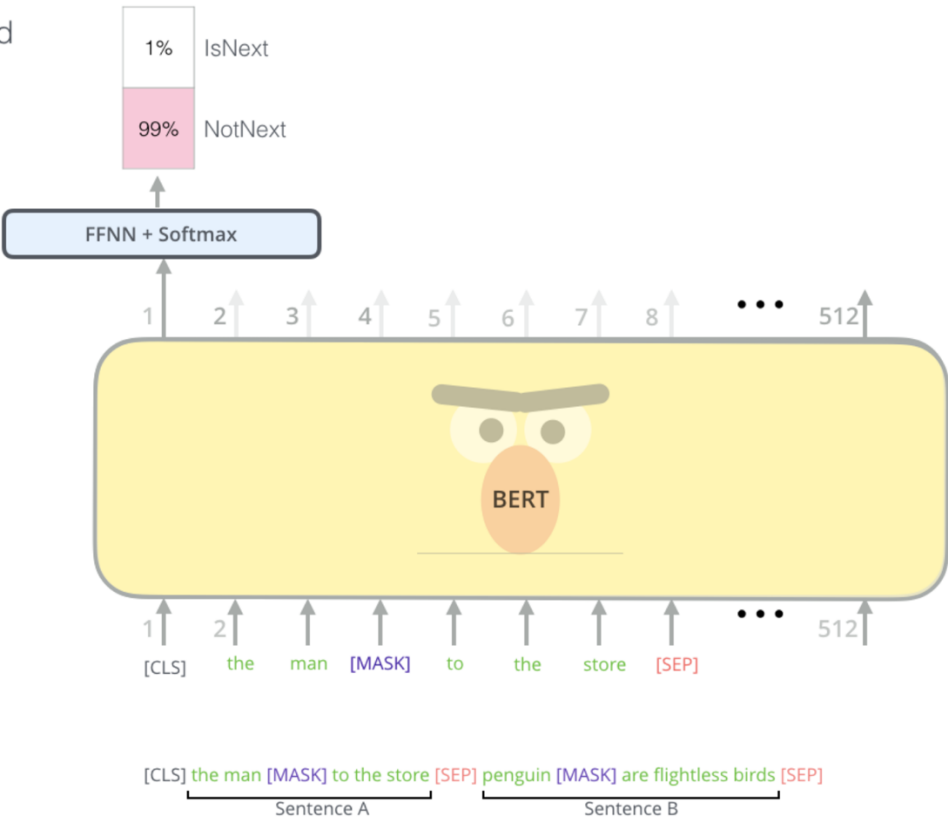 d
1% IsNext
99% NotNext
FFNN + Softmax
1 2 3 4 5 6 7 8 ••• 512
BERT
1 2 ••• 512
[CLS] the man [MASK] to the store [SEP]
[CLS] the man [MASK] to the store [SEP] penguin [MASK] are flightless birds [SEP]
Sentence A Sentence B